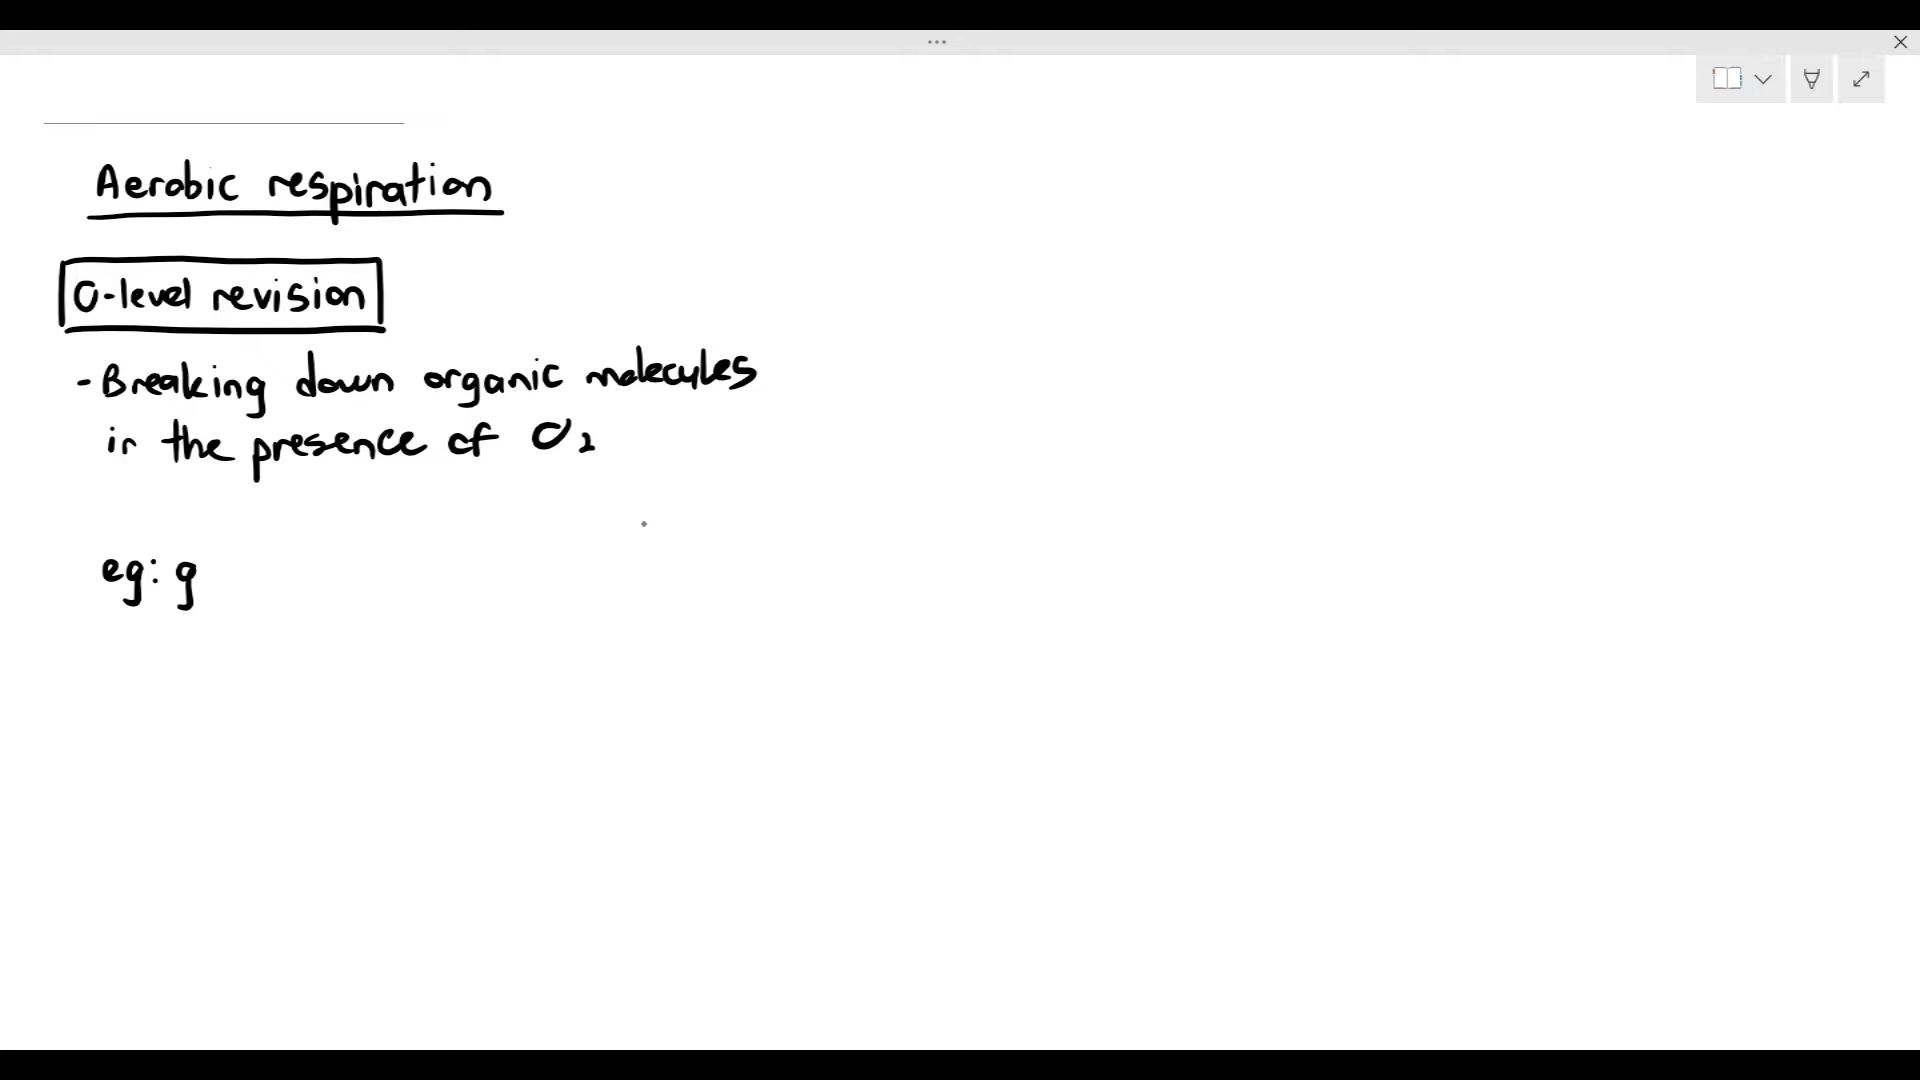 Aerobic respiration
O-level revision
- Breaking down organic molecules
in the presence of O₂
eg: g